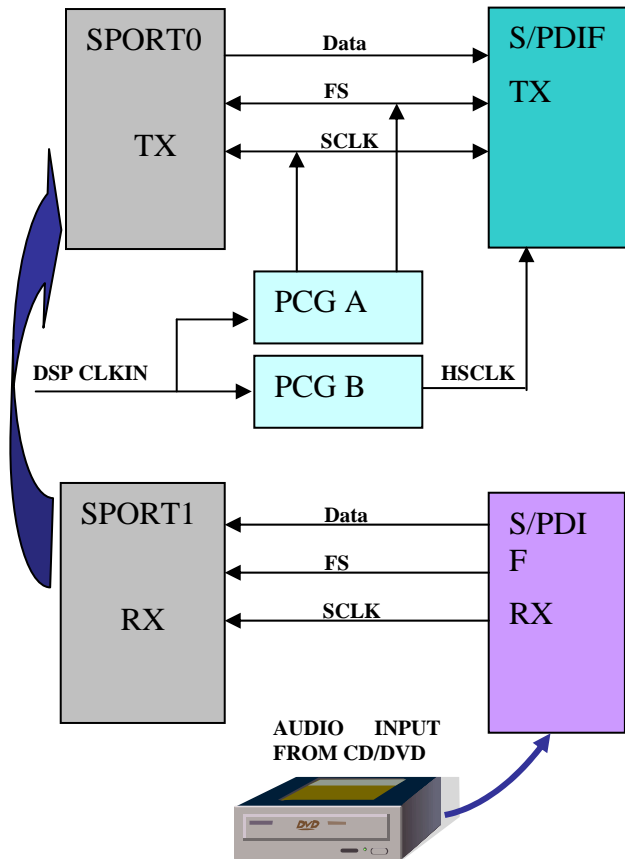 SPORT0
TX
Data
FS
SCLK
S/PDIF
TX
PCG A
PCG B
DSP CLKIN
HSCLK
SPORT1
RX
Data
FS
SCLK
S/PDI
F
RX
AUDIO INPUT
FROM CD/DVD
DVD